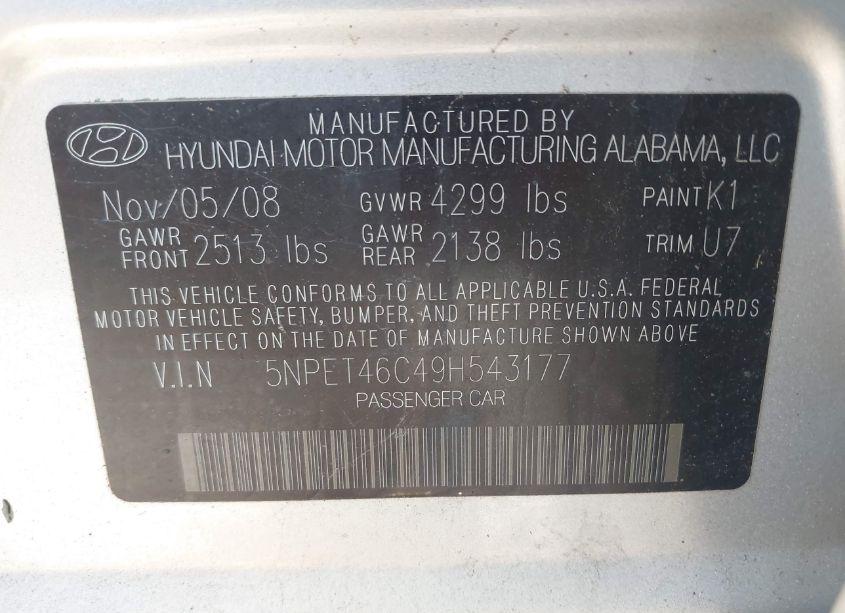 MANUFACTURED BY
HYUNDAI MOTOR MANUFACTURING ALABAMA, LLC
Nov/05/08 GVWR 4299 lbs PAINT K1
GAWR FRONT 2513 lbs GAWR REAR 2138 lbs TRIM U7
THIS VEHICLE CONFORMS TO ALL APPLICABLE U.S.A. FEDERAL
MOTOR VEHICLE SAFETY, BUMPER, AND THEFT PREVENTION STANDARDS
IN EFFECT ON THE DATE OF MANUFACTURE SHOWN ABOVE
V.I.N 5NPET46C49H543177
PASSENGER CAR